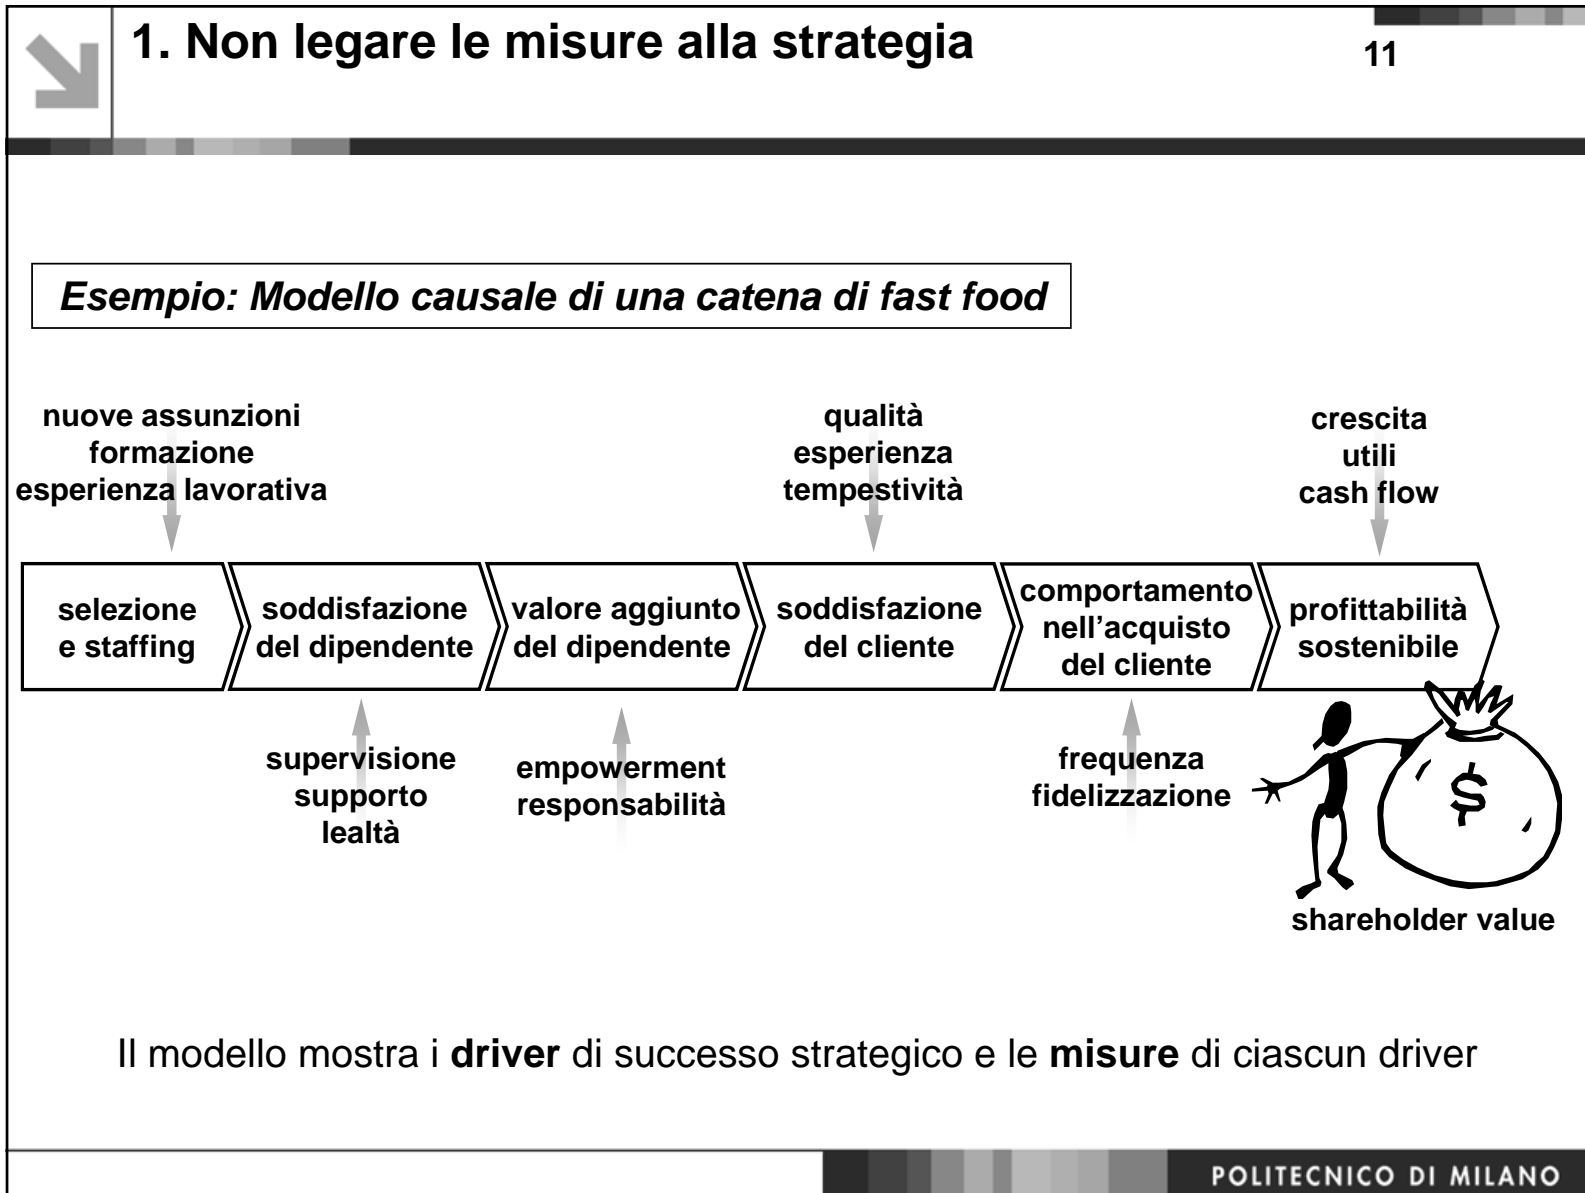 1. Non legare le misure alla strategia
11
Esempio: Modello causale di una catena di fast food
nuove assunzioni
formazione
esperienza lavorativa
qualità
esperienza
tempestività
crescita
utili
cash flow
selezione
e staffing
soddisfazione
del dipendente
valore aggiunto
del dipendente
soddisfazione
del cliente
comportamento
nell'acquisto
del cliente
profittabilità
sostenibile
supervisione
supporto
lealtà
empowerment
responsabilità
frequenza
fidelizzazione
$
shareholder value
Il modello mostra i driver di successo strategico e le misure di ciascun driver
POLITECNICO DI MILANO